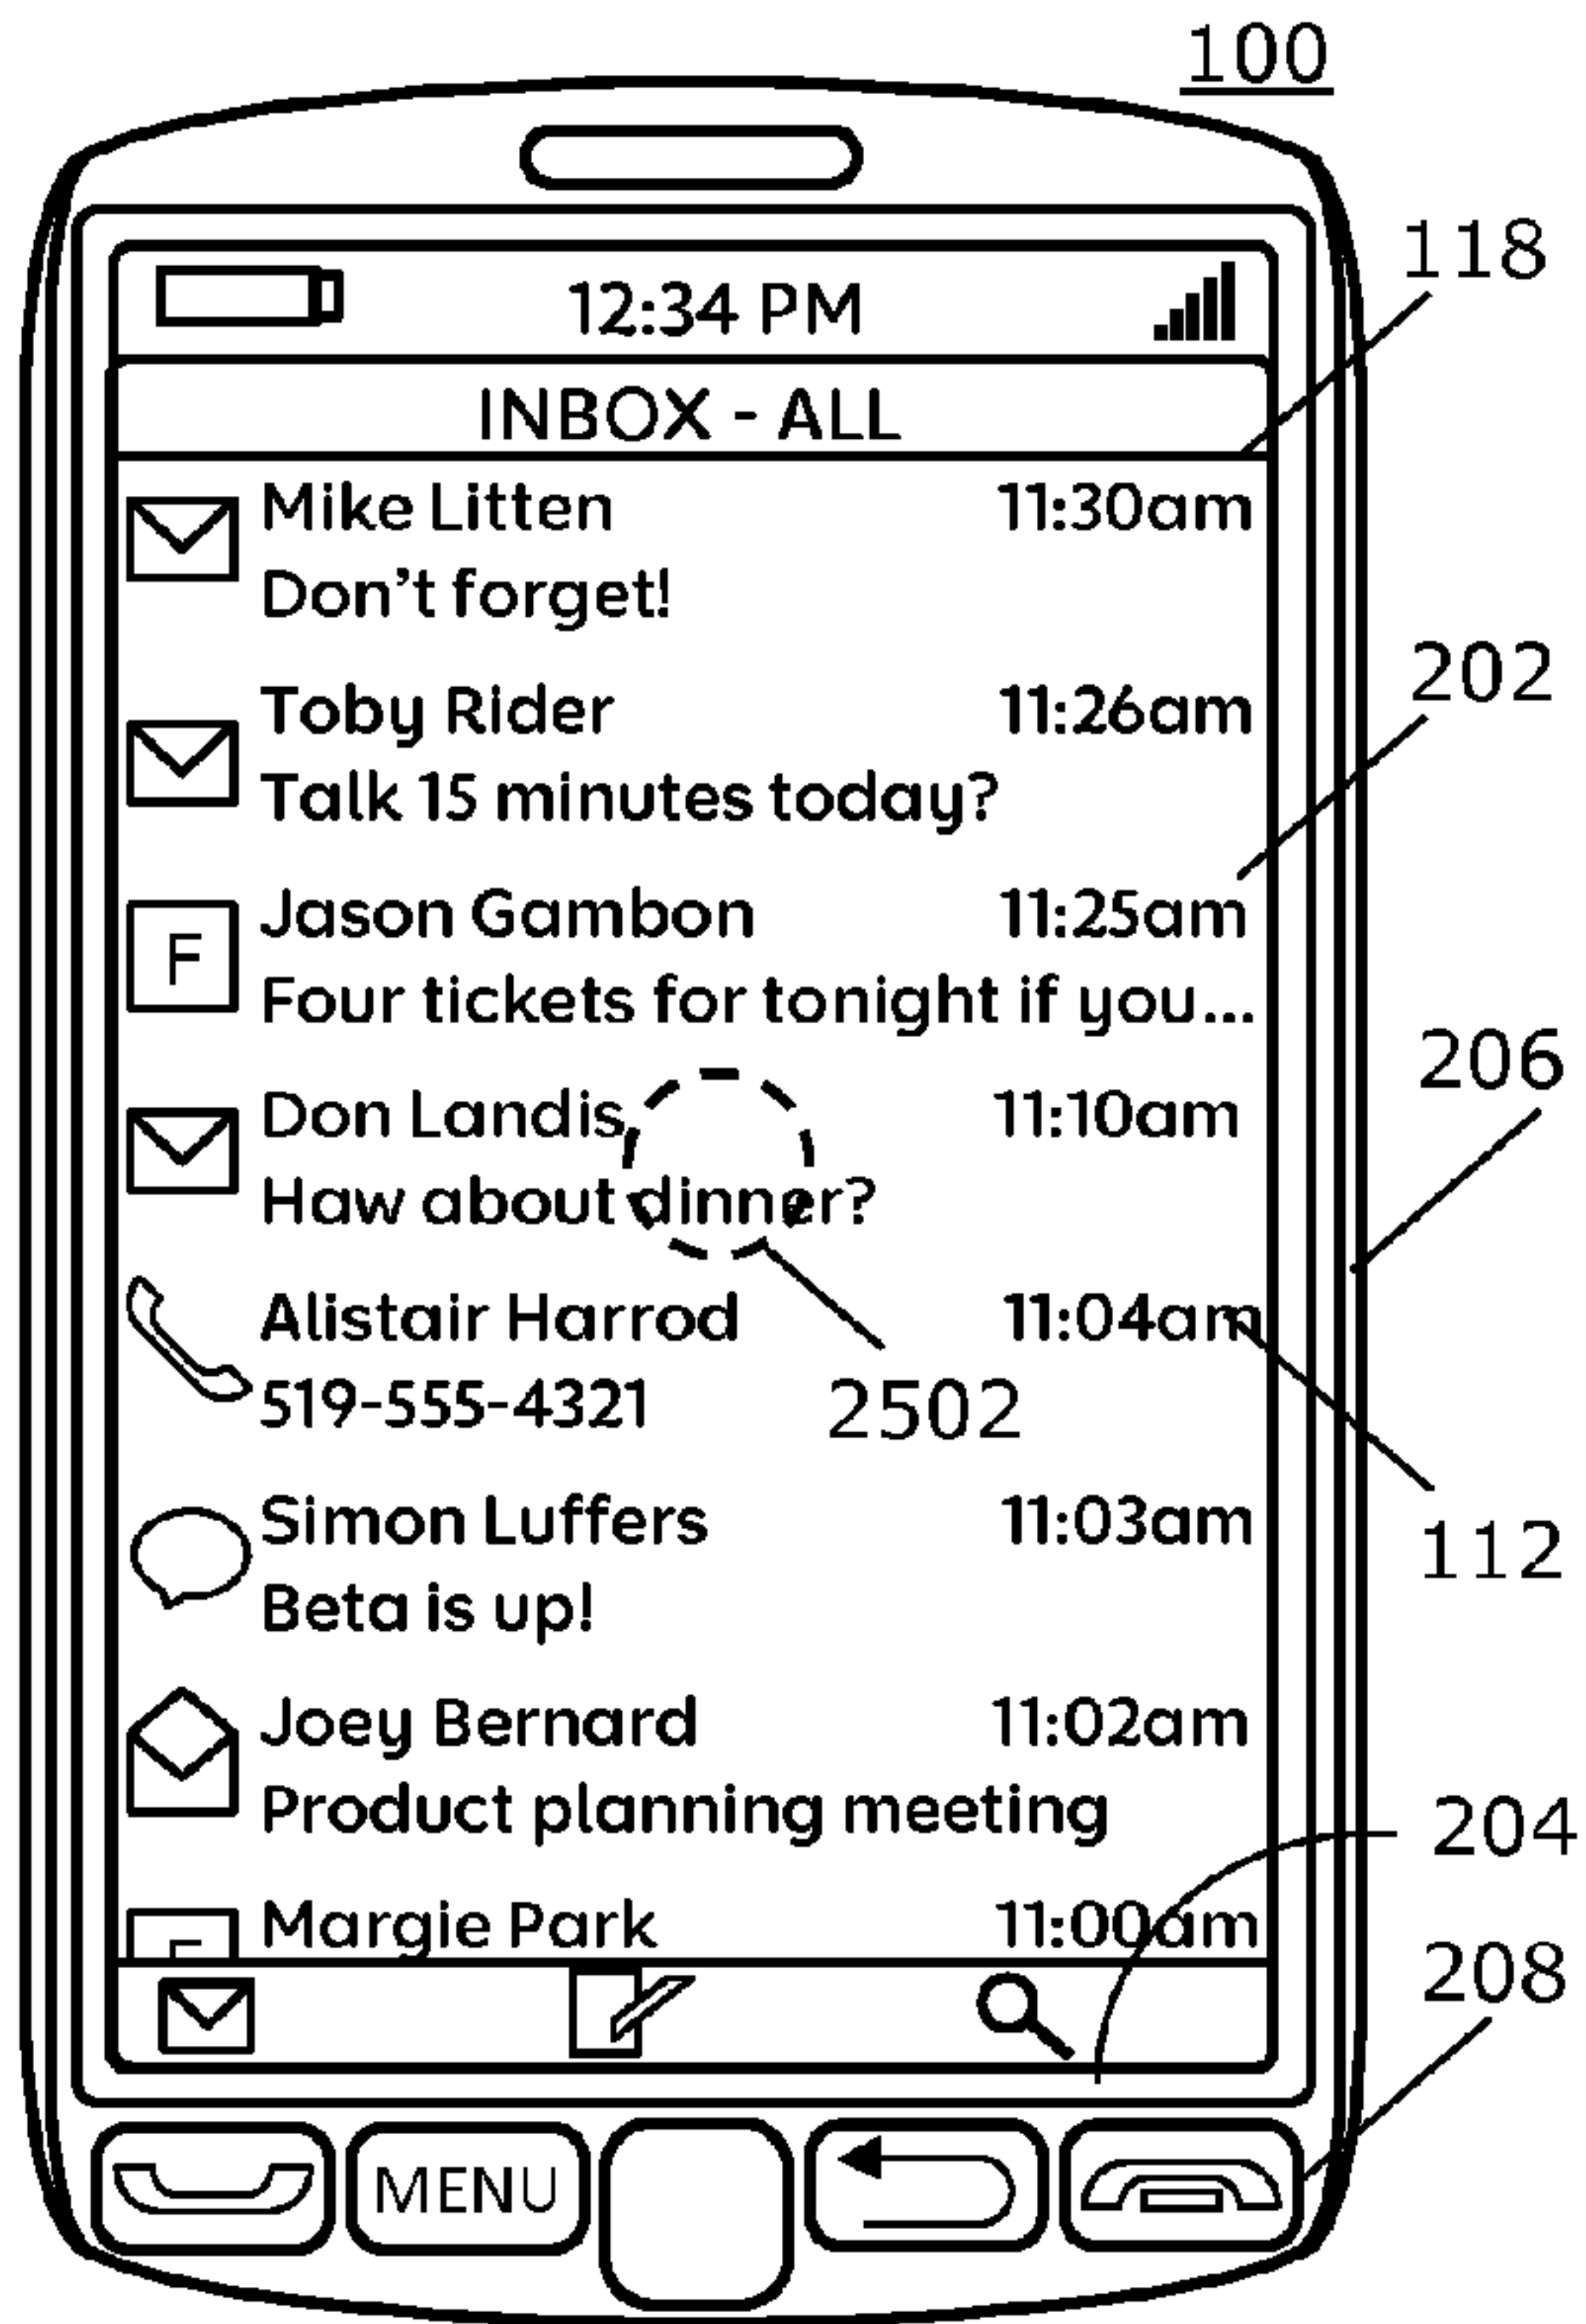 100
12:34 PM
118
INBOX - ALL
Mike Litten 11:30am
Don't forget!
202
Toby Rider 11:26am
Talk 15 minutes today?
F Jason Gambon 11:25am
Four tickets for tonight if you...
206
Don Landis 11:10am
Haw about dinner?
Alistair Harrod 11:04am
519-555-4321
2502
Simon Luffers 11:03am
112
Beta is up!
Joey Bernard 11:02am
Product planning meeting
204
Margie Park 11:00am
208
MENU